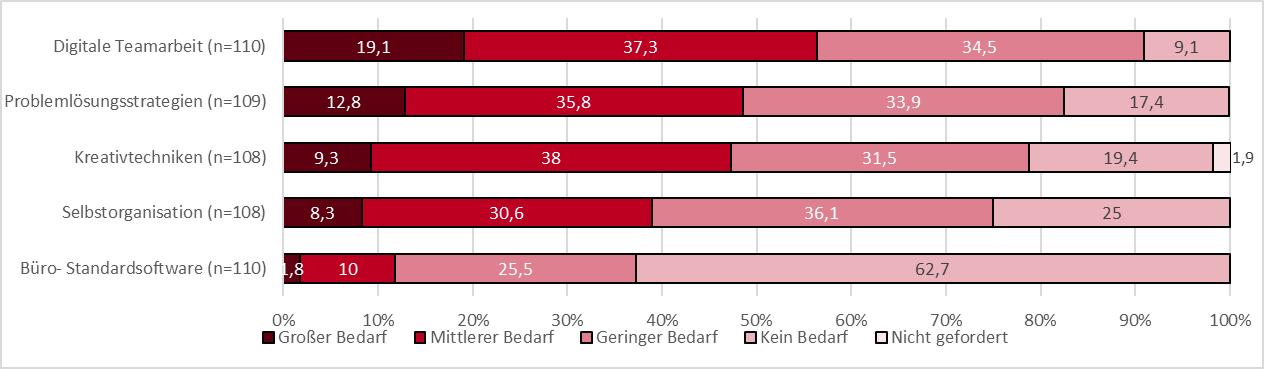 Digitale Teamarbeit (n=110) 19,1 37,3 34,5 9,1
Problemlösungsstrategien (n=109) 12,8 35,8 33,9 17,4
Kreativtechniken (n=108) 9,3 38 31,5 19,4 1,9
Selbstorganisation (n=108) 8,3 30,6 36,1 25
Büro- Standardsoftware (n=110) 1,8 10 25,5 62,7
0% 10% 20% 30% 40% 50% 60% 70% 80% 90% 100%
Großer Bedarf Mittlerer Bedarf Geringer Bedarf Kein Bedarf Nicht gefordert